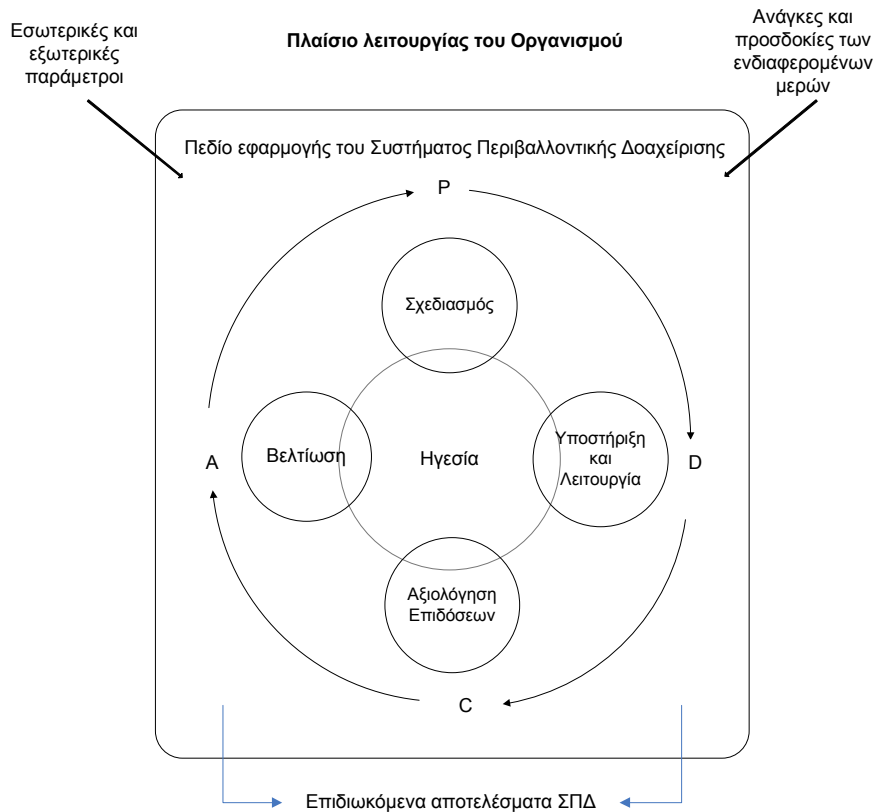 Εσωτερικές και
εξωτερικές
παράμετροι
Πλαίσιο λειτουργίας του Οργανισμού
Ανάγκες και
προσδοκίες των
ενδιαφερομένων
μερών
Πεδίο εφαρμογής του Συστήματος Περιβαλλοντικής Δοαχείρισης
P
Σχεδιασμός
A
Βελτίωση
Ηγεσία
Υποστήριξη
και
Λειτουργία
D
Αξιολόγηση
Επιδόσεων
C
Επιδιωκόμενα αποτελέσματα ΣΠΔ